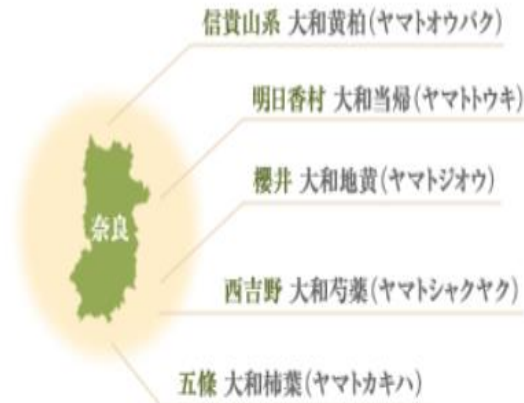 信貴山系 大和黄柏(ヤマトオウバク)
明日香村 大和当帰(ヤマトトウキ)
櫻井 大和地黄(ヤマトジオウ)
奈良
西吉野 大和芍薬(ヤマトシャクヤク)
五條 大和柿葉(ヤマトカキハ)